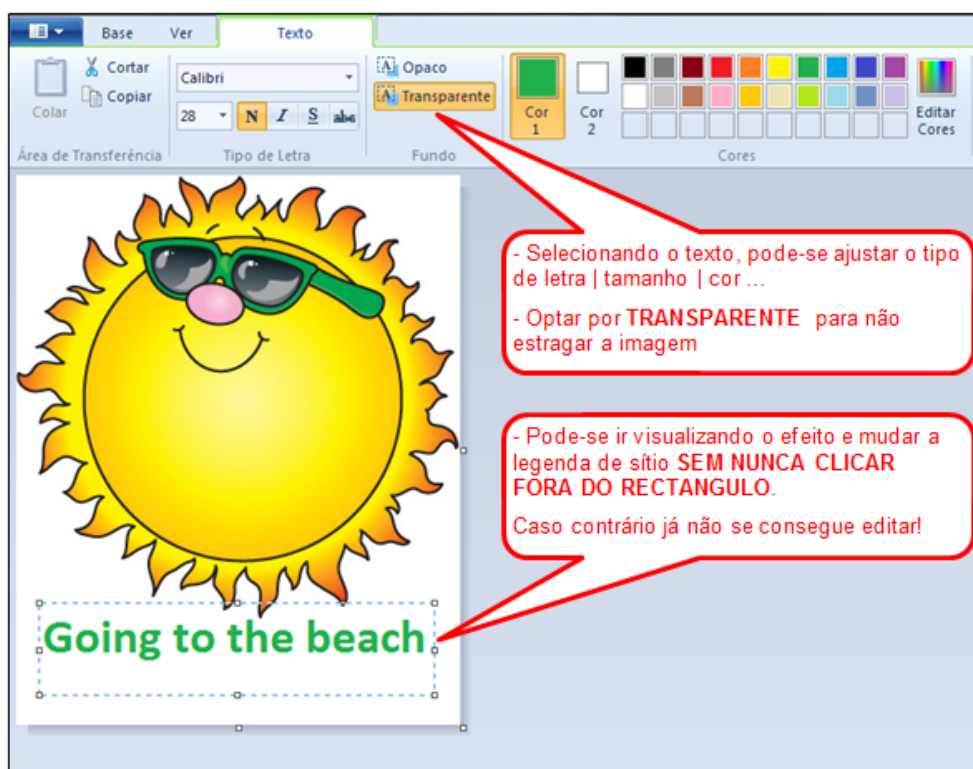 Base Ver Texto
Colar
Cortar
Copiar
Área de Transferência
Calibri
28 N I S abc
Tipo de Letra
Opaco
Transparente
Fundo
Cor 1
Cor 2
Editar Cores
Cores
- Selecionando o texto, pode-se ajustar o tipo
de letra | tamanho | cor ...
- Optar por TRANSPARENTE para não
estragar a imagem
- Pode-se ir visualizando o efeito e mudar a
legenda de sítio SEM NUNCA CLICAR
FORA DO RECTANGULO.
Caso contrário já não se consegue editar!
Going to the beach